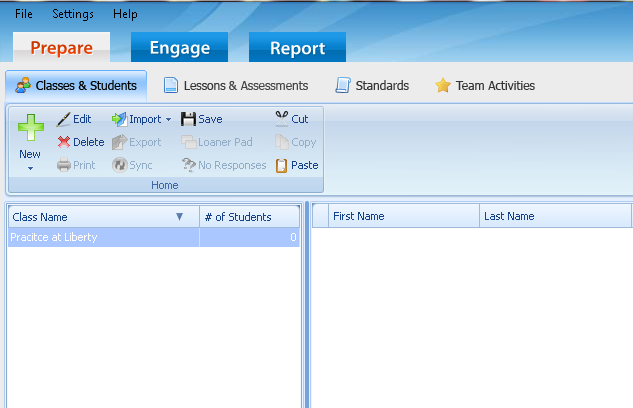 File Settings Help
Prepare Engage Report
Classes & Students Lessons & Assessments Standards Team Activities
New
Edit Import Save Cut
Delete Export Loaner Pad Copy
Print Sync No Responses Paste
Home
Class Name # of Students First Name Last Name
Pracitce at Liberty 0